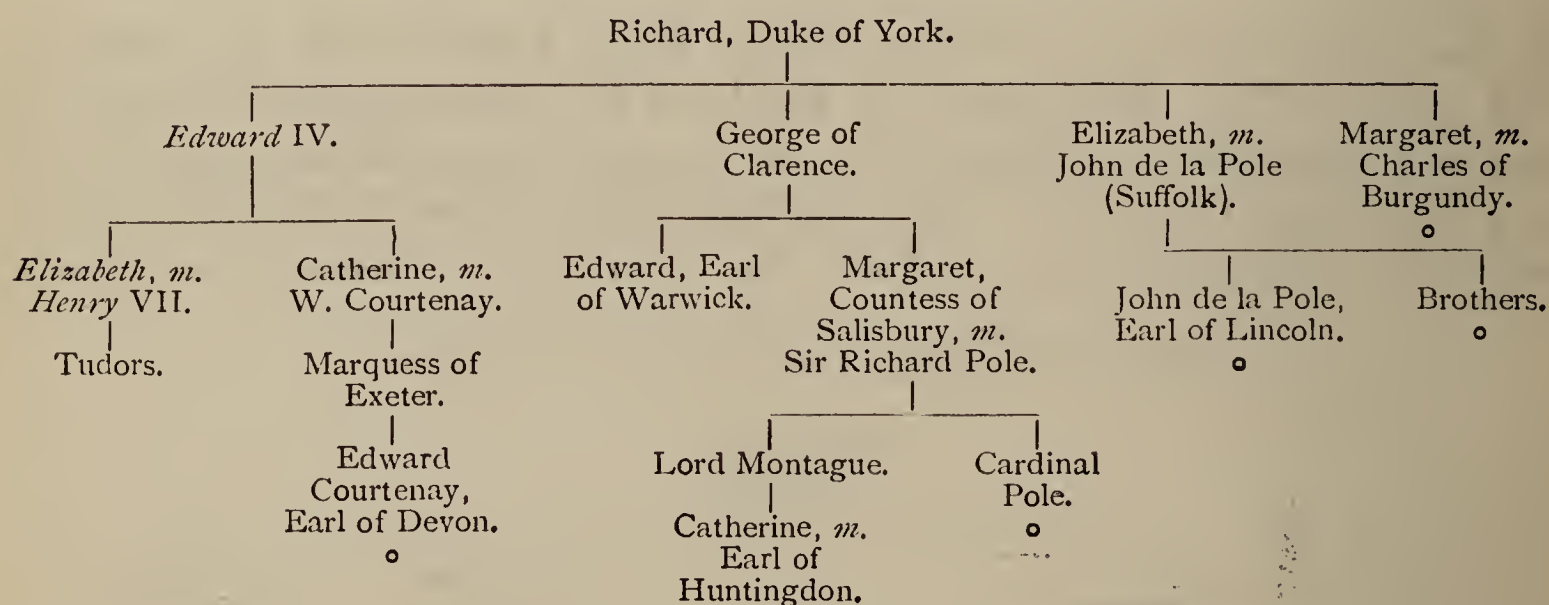 Richard, Duke of York.
Edward IV.
George of
Clarence.
Elizabeth, m.
John de la Pole
(Suffolk).
Margaret, m.
Charles of
Burgundy.
Elizabeth, m.
Henry VII.
Tudors.
Catherine, m.
W. Courtenay.
Marquess of
Exeter.
Edward
Courtenay,
Earl of Devon.
Edward, Earl
of Warwick.
Margaret,
Countess of
Salisbury, m.
Sir Richard Pole.
Lord Montague.
Catherine, m.
Earl of
Huntingdon.
Cardinal
Pole.
John de la Pole,
Earl of Lincoln.
Brothers.